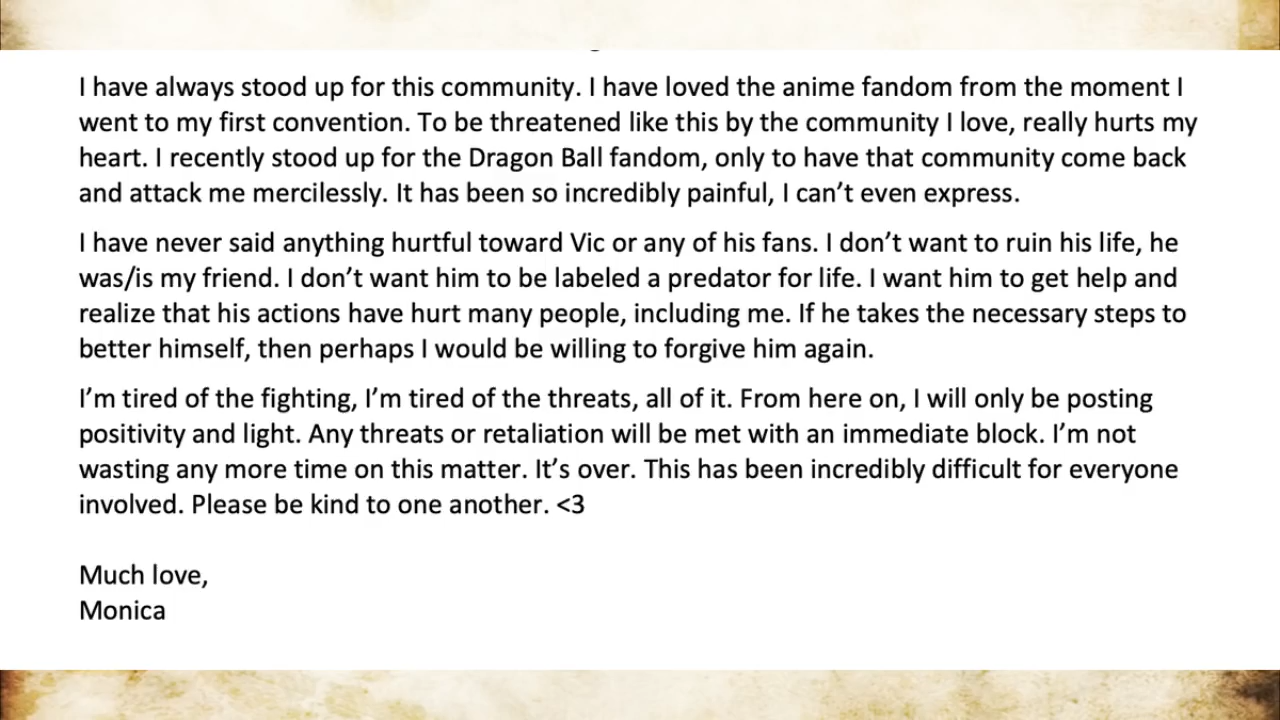 I have always stood up for this community. I have loved the anime fandom from the moment I
went to my first convention. To be threatened like this by the community I love, really hurts my
heart. I recently stood up for the Dragon Ball fandom, only to have that community come back
and attack me mercilessly. It has been so incredibly painful, I can’t even express.
I have never said anything hurtful toward Vic or any of his fans. I don’t want to ruin his life, he
was/is my friend. I don’t want him to be labeled a predator for life. I want him to get help and
realize that his actions have hurt many people, including me. If he takes the necessary steps to
better himself, then perhaps I would be willing to forgive him again.
I’m tired of the fighting, I’m tired of the threats, all of it. From here on, I will only be posting
positivity and light. Any threats or retaliation will be met with an immediate block. I’m not
wasting any more time on this matter. It’s over. This has been incredibly difficult for everyone
involved. Please be kind to one another. <3
Much love,
Monica